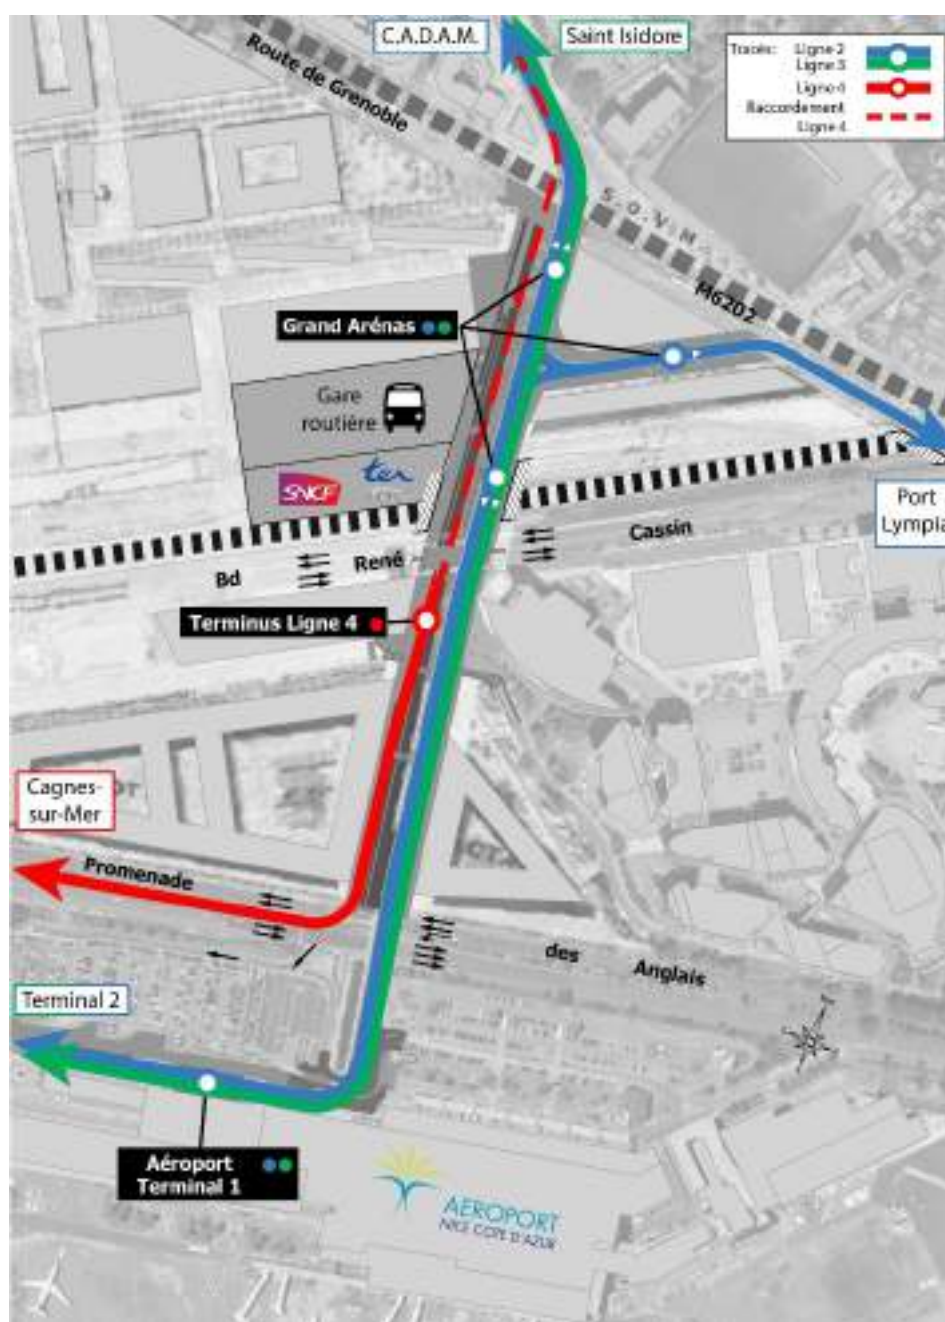 C.A.D.A.M.
Saint Isidore
Tracés: Ligne 2
Ligne 3
Ligne 4
Raccordement
Ligne 4
Route de Grenoble
S.O.V.H.
M6202
Grand Arénas
Gare
routière
SNCF
ter
Port
Lympia
Cassin
René
Bd
Terminus Ligne 4
Cagnes-
sur-Mer
Promenade
des
Anglais
Terminal 2
Aéroport
Terminal 1
AEROPORT
NICE COTE D'AZUR